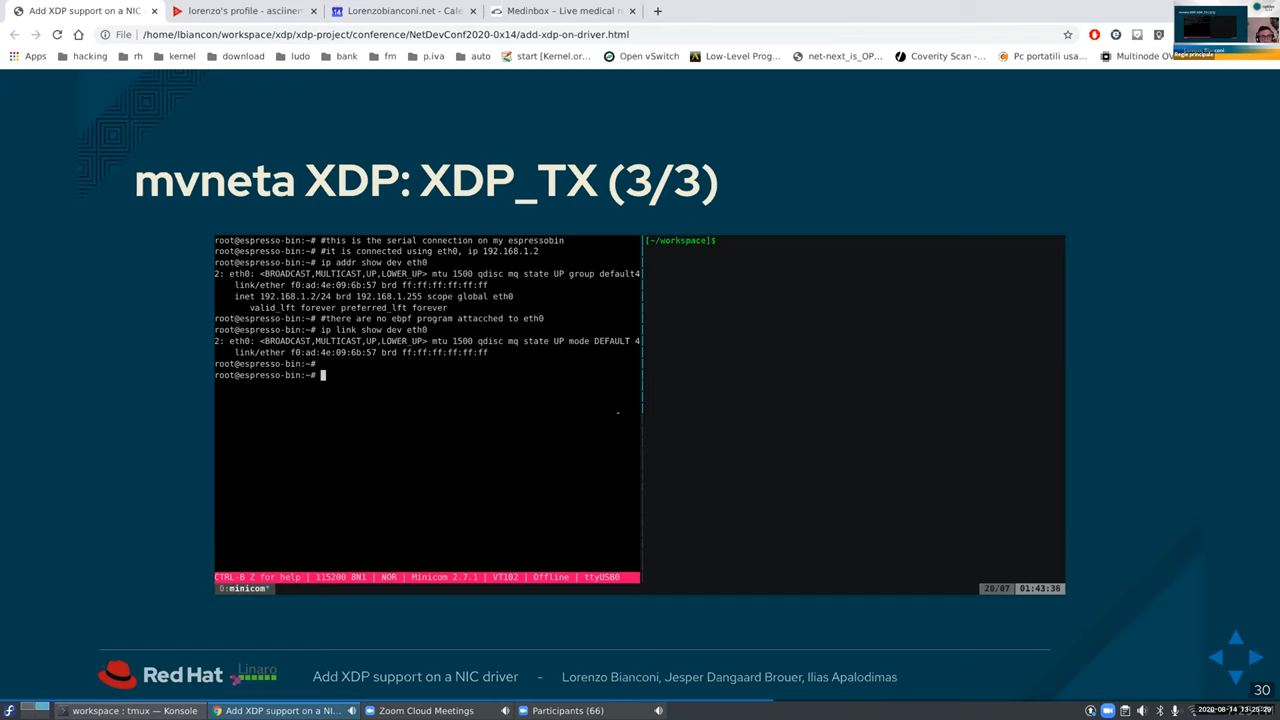 Add XDP support on a NIC
lorenzo's profile - asciinem
Lorenzobianconi.net - Cale
Medinbox – Live medical n
File /home/lbiancon/workspace/xdp/xdp-project/conference/NetDevConf2020-0x14/add-xdp-on-driver.html
Apps hacking rh kernel download ludo bank fm p.iva auto start [Kernel.or... Open vSwitch Low-Level Prog... net-next_is_OP... Coverity Scan -... Pc portatili usa... Multinode OV
mvneta XDP: XDP_TX (3/3)
root@espresso-bin:~# #this is the serial connection on my espressobin
root@espresso-bin:~# #it is connected using eth0, ip 192.168.1.2
root@espresso-bin:~# ip addr show dev eth0
2: eth0: <BROADCAST,MULTICAST,UP,LOWER_UP> mtu 1500 qdisc mq state UP group default4
link/ether f0:ad:4e:09:6b:57 brd ff:ff:ff:ff:ff:ff
inet 192.168.1.2/24 brd 192.168.1.255 scope global eth0
valid_lft forever preferred_lft forever
root@espresso-bin:~# #there are no ebpf program attacched to eth0
root@espresso-bin:~# ip link show dev eth0
2: eth0: <BROADCAST,MULTICAST,UP,LOWER_UP> mtu 1500 qdisc mq state UP mode DEFAULT 4
link/ether f0:ad:4e:09:6b:57 brd ff:ff:ff:ff:ff:ff
root@espresso-bin:~#
root@espresso-bin:~#
[~/workspace]$
CTRL-B Z for help | 115200 8N1 | NOR | Minicom 2.7.1 | VT102 | Offline | ttyUSB0
0:minicom*
20/07 01:43:38
Red Hat
Linaro
Add XDP support on a NIC driver - Lorenzo Bianconi, Jesper Dangaard Brouer, Ilias Apalodimas
30
workspace : tmux — Konsole
Add XDP support on a NI...
Zoom Cloud Meetings
Participants (66)